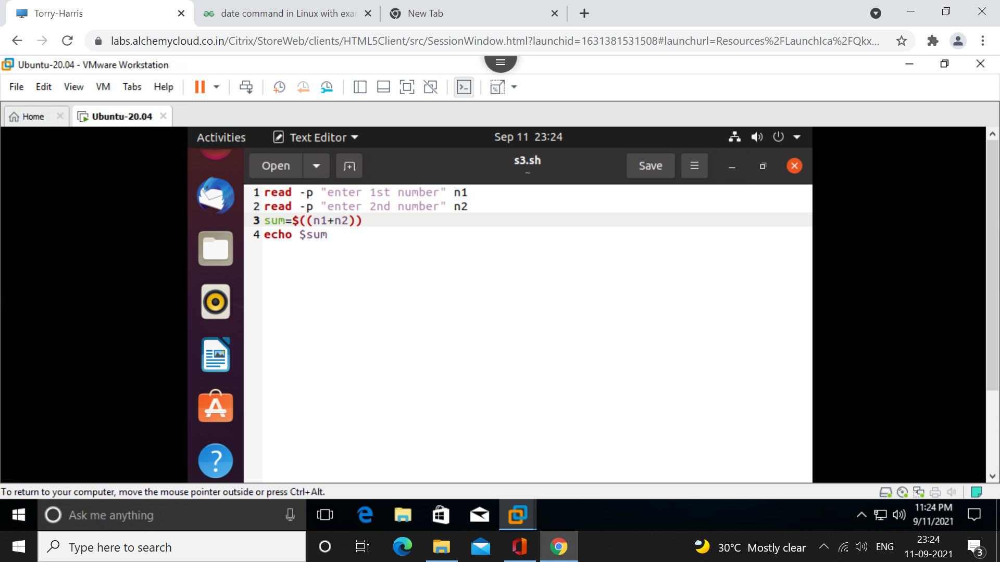 Torry-Harris
date command in Linux with exa
New Tab
labs.alchemycloud.co.in/Citrix/StoreWeb/clients/HTML5Client/src/SessionWindow.html?launchid=1631381531508#launchurl=Resources%2FLaunchIca%2FQkx...
Ubuntu-20.04 - VMware Workstation
File Edit View VM Tabs Help
Home
Ubuntu-20.04
Activities
Text Editor
Sep 11 23:24
Open
s3.sh
~
Save
1 read -p "enter 1st number" n1
2 read -p "enter 2nd number" n2
3 sum=$((n1+n2))
4 echo $sum
To return to your computer, move the mouse pointer outside or press Ctrl+Alt.
Ask me anything
11:24 PM
9/11/2021
Type here to search
30°C Mostly clear
ENG
23:24
11-09-2021
3